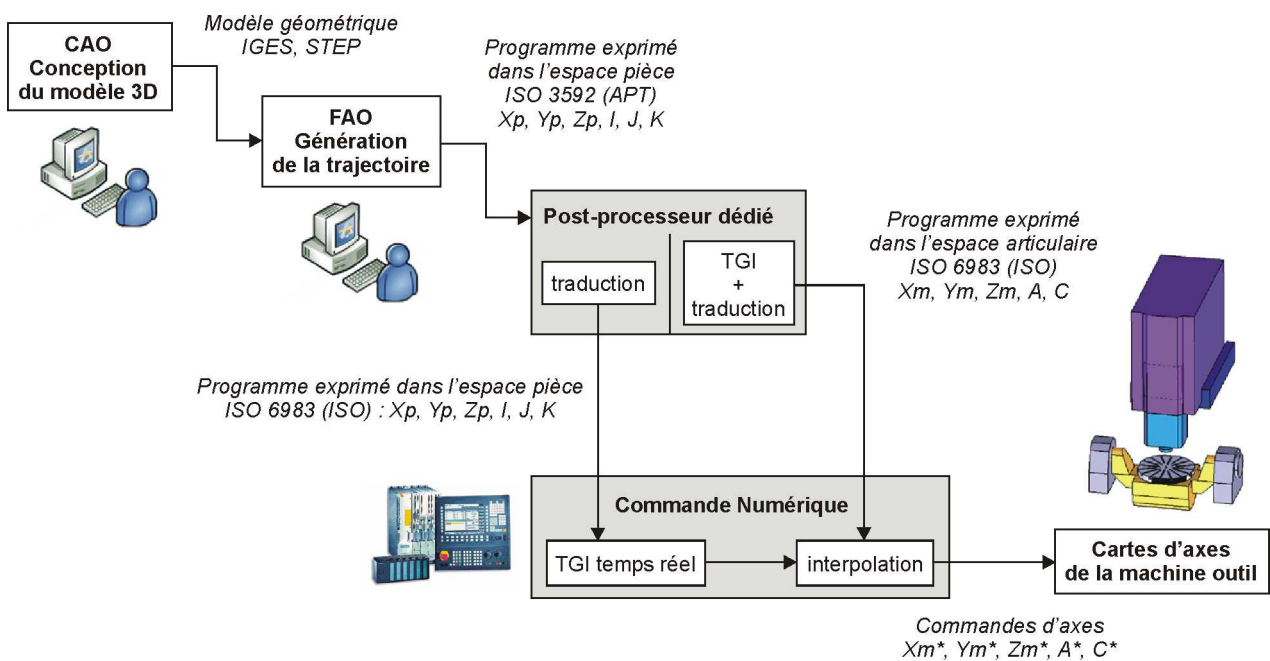 CAO
Conception
du modèle 3D
Modèle géométrique
IGES, STEP
FAO
Génération
de la trajectoire
Programme exprimé
dans l'espace pièce
ISO 3592 (APT)
Xp, Yp, Zp, I, J, K
Post-processeur dédié
traduction
TGI
+
traduction
Programme exprimé
dans l'espace articulaire
ISO 6983 (ISO)
Xm, Ym, Zm, A, C
Programme exprimé dans l'espace pièce
ISO 6983 (ISO) : Xp, Yp, Zp, I, J, K
Commande Numérique
TGI temps réel
interpolation
Cartes d'axes
de la machine outil
Commandes d'axes
Xm*, Ym*, Zm*, A*, C*